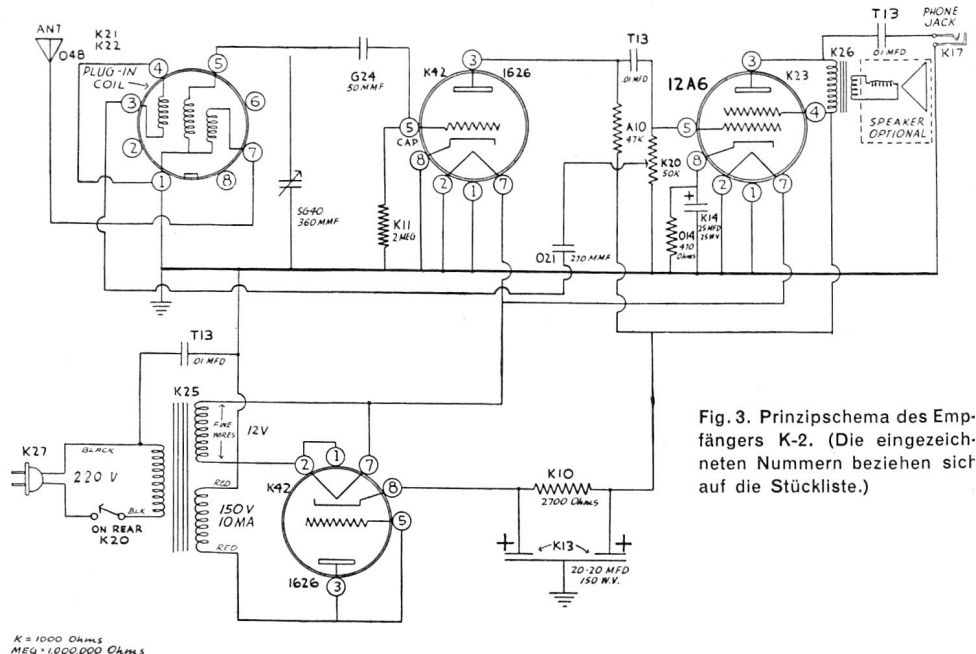 ANT
048
K21
K22
PLUG-IN
COIL
4
5
3
6
2
7
1
8
G24
50 MMF
SG40
360 MMF
K42
1626
3
5
CAP
8
2
1
7
K11
2 MEG
T13
.01 MFD
A10
47K
K20
50K
O21
270 MMF
12A6
K23
3
4
5
8
2
1
7
O14
470
Ohms
K14
25 MFD
25 W.V.
K26
T13
.01 MFD
PHONE
JACK
K17
SPEAKER
OPTIONAL
T13
.01 MFD
K25
K27
BLACK
220 V
BLK
ON REAR
K20
FINE
WIRES
12V
RED
150V
10MA
RED
K42
1
2
7
8
5
3
1626
K10
2700 Ohms
K13
20-20 MFD
150 W.V.
Fig. 3. Prinzipschema des Emp-
fängers K-2. (Die eingezeich-
neten Nummern beziehen sich
auf die Stückliste.)
K = 1000 Ohms
MEG = 1,000,000 Ohms